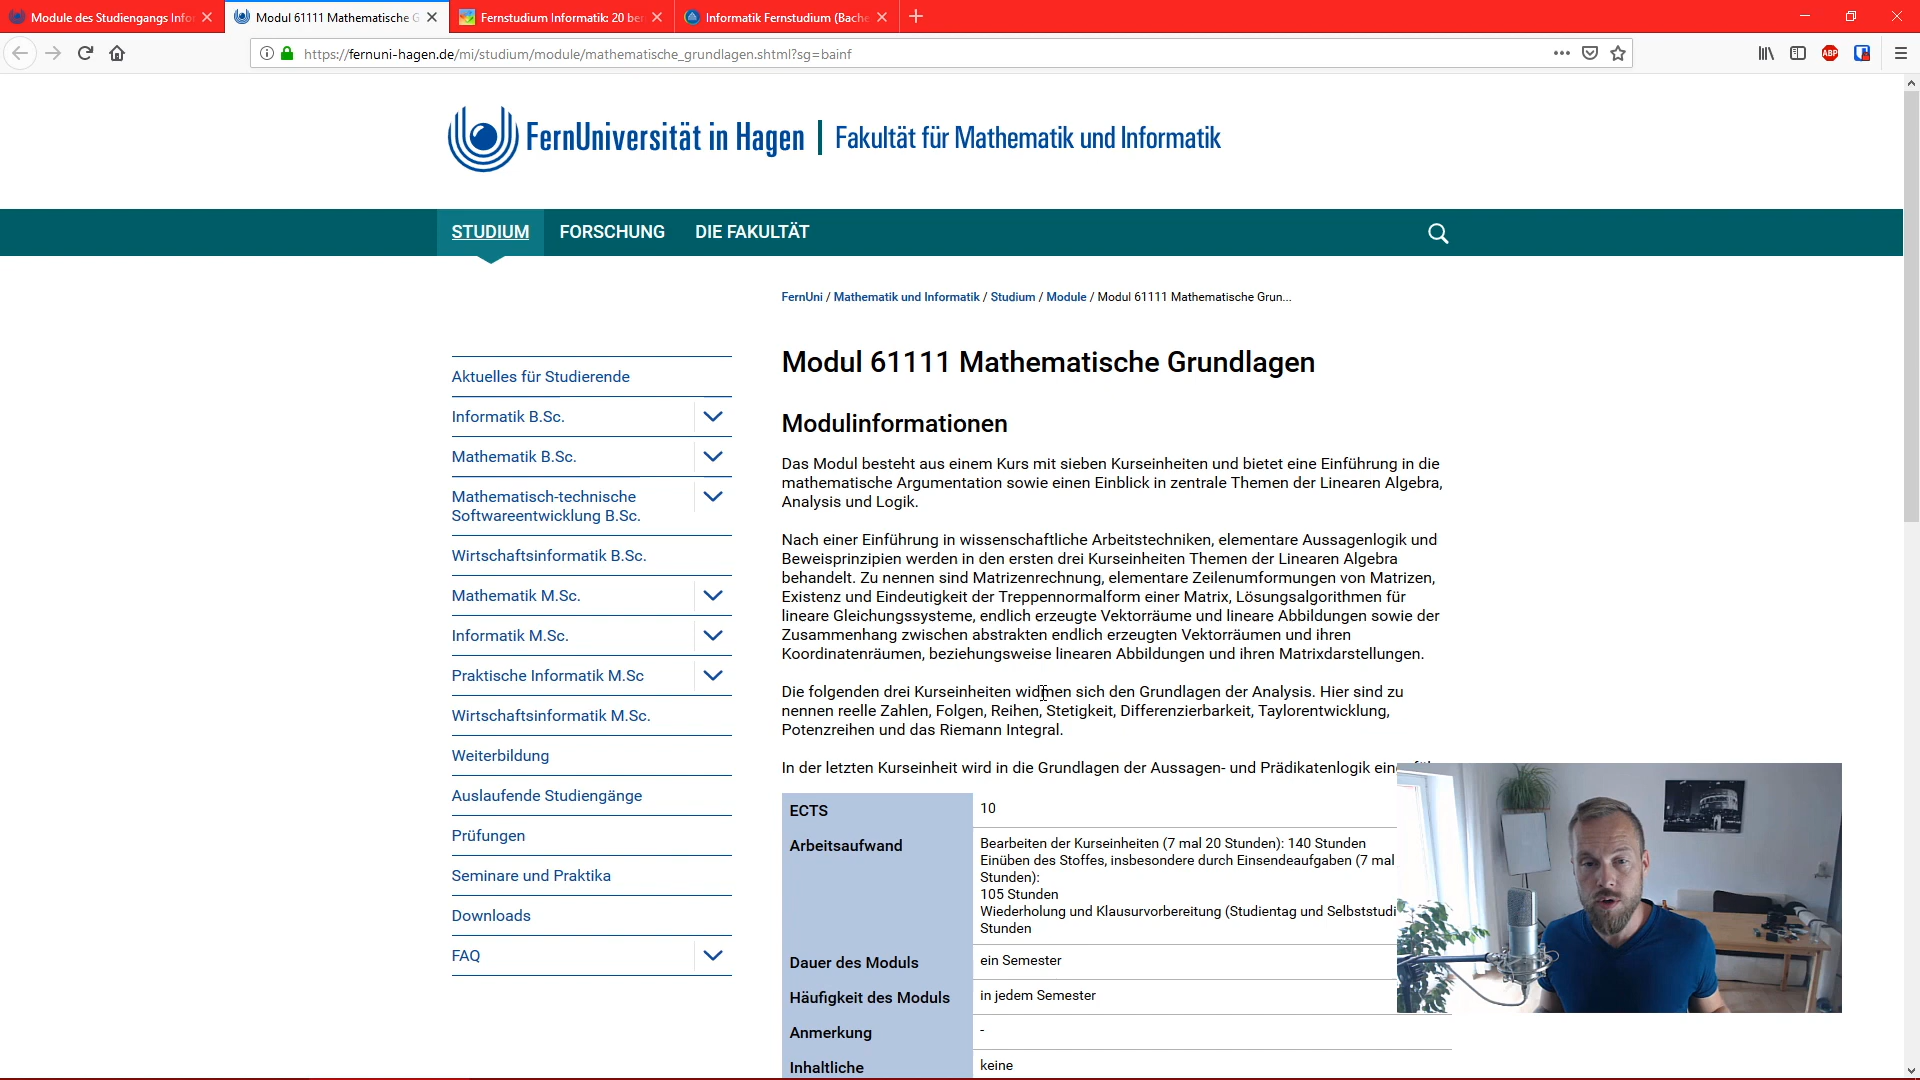 Module des Studiengangs Info
Modul 61111 Mathematische G
Fernstudium Informatik: 20 be
Informatik Fernstudium (Bache
https://fernuni-hagen.de/mi/studium/module/mathematische_grundlagen.shtml?sg=bainf
ABP
FernUniversität in Hagen
Fakultät für Mathematik und Informatik
STUDIUM
FORSCHUNG
DIE FAKULTÄT
FernUni / Mathematik und Informatik / Studium / Module / Modul 61111 Mathematische Grun...
Aktuelles für Studierende
Informatik B.Sc.
Mathematik B.Sc.
Mathematisch-technische
Softwareentwicklung B.Sc.
Wirtschaftsinformatik B.Sc.
Mathematik M.Sc.
Informatik M.Sc.
Praktische Informatik M.Sc
Wirtschaftsinformatik M.Sc.
Weiterbildung
Auslaufende Studiengänge
Prüfungen
Seminare und Praktika
Downloads
FAQ
Modul 61111 Mathematische Grundlagen
Modulinformationen
Das Modul besteht aus einem Kurs mit sieben Kurseinheiten und bietet eine Einführung in die
mathematische Argumentation sowie einen Einblick in zentrale Themen der Linearen Algebra,
Analysis und Logik.
Nach einer Einführung in wissenschaftliche Arbeitstechniken, elementare Aussagenlogik und
Beweisprinzipien werden in den ersten drei Kurseinheiten Themen der Linearen Algebra
behandelt. Zu nennen sind Matrizenrechnung, elementare Zeilenumformungen von Matrizen,
Existenz und Eindeutigkeit der Treppennormalform einer Matrix, Lösungsalgorithmen für
lineare Gleichungssysteme, endlich erzeugte Vektorräume und lineare Abbildungen sowie der
Zusammenhang zwischen abstrakten endlich erzeugten Vektorräumen und ihren
Koordinatenräumen, beziehungsweise linearen Abbildungen und ihren Matrixdarstellungen.
Die folgenden drei Kurseinheiten widmen sich den Grundlagen der Analysis. Hier sind zu
nennen reelle Zahlen, Folgen, Reihen, Stetigkeit, Differenzierbarkeit, Taylorentwicklung,
Potenzreihen und das Riemann Integral.
In der letzten Kurseinheit wird in die Grundlagen der Aussagen- und Prädikatenlogik
ECTS
10
Arbeitsaufwand
Bearbeiten der Kurseinheiten (7 mal 20 Stunden): 140 Stunden
Einüben des Stoffes, insbesondere durch Einsendeaufgaben (7 mal
Stunden):
105 Stunden
Wiederholung und Klausurvorbereitung (Studientag und Selbststudi
Stunden
Dauer des Moduls
ein Semester
Häufigkeit des Moduls
in jedem Semester
Anmerkung
-
Inhaltliche
keine